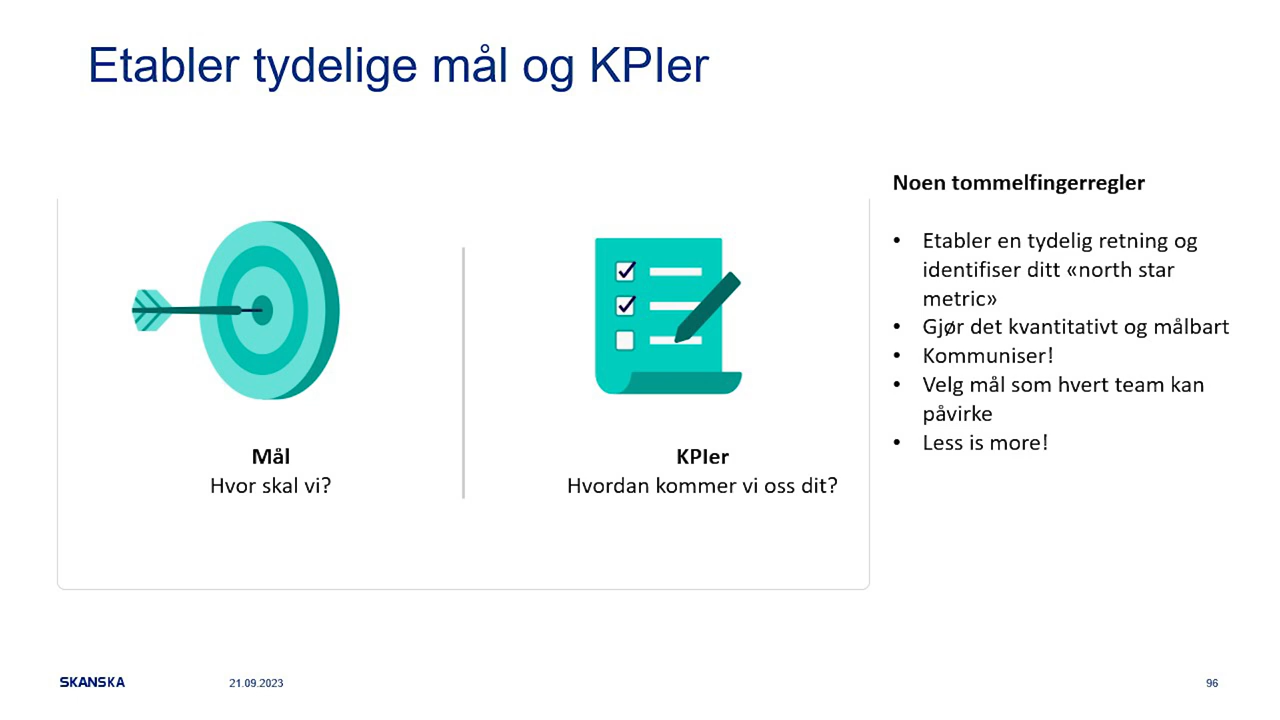 Etabler tydelige mål og KPIer
Mål
Hvor skal vi?
KPIer
Hvordan kommer vi oss dit?
Noen tommelfingerregler
• Etabler en tydelig retning og
identifiser ditt «north star
metric»
• Gjør det kvantitativt og målbart
• Kommuniser!
• Velg mål som hvert team kan
påvirke
• Less is more!
SKANSKA
21.09.2023
96